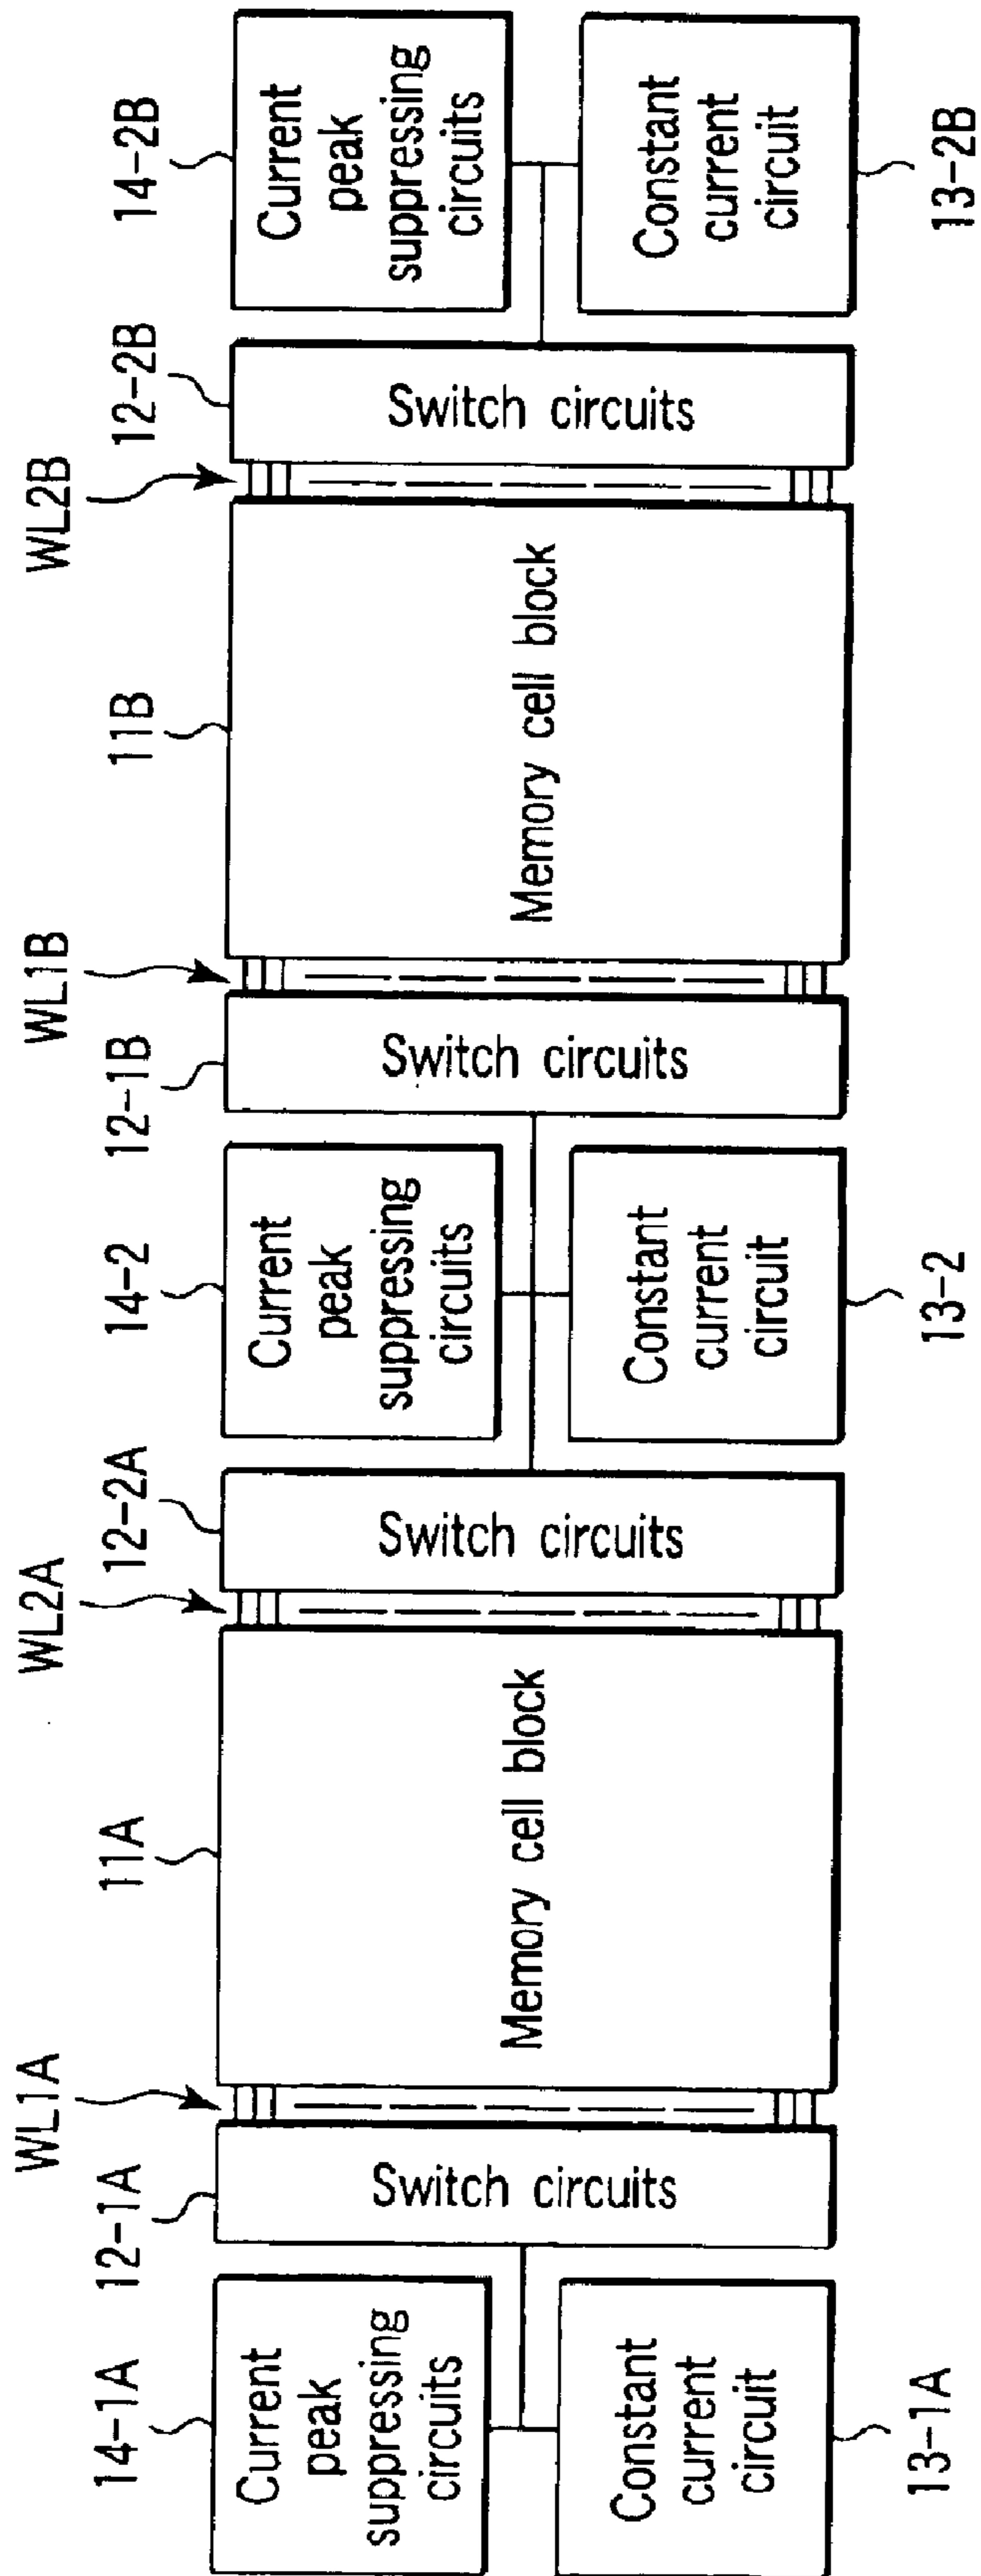 WL1A
WL2A
WL1B
WL2B
14-1A
12-1A
11A
12-2A
14-2
12-1B
11B
12-2B
14-2B
Current
peak
suppressing
circuits
Constant
current
circuit
Switch circuits
Memory cell block
Switch circuits
Current
peak
suppressing
circuits
Constant
current
circuit
Switch circuits
Memory cell block
Switch circuits
Current
peak
suppressing
circuits
Constant
current
circuit
13-1A
13-2
13-2B